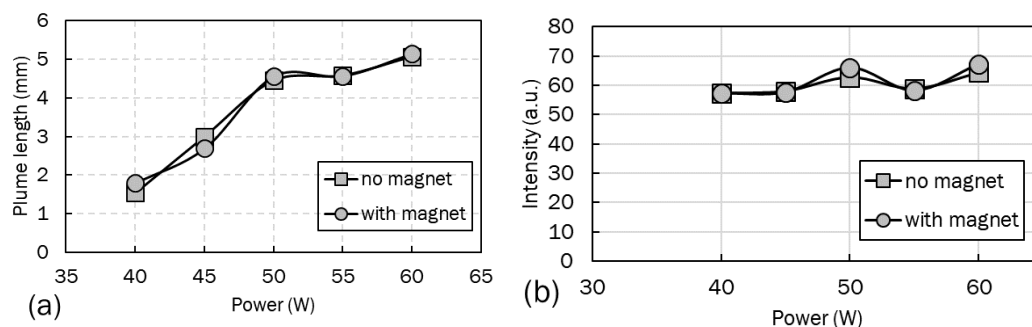 6
5
4
3
2
1
0
Plume length (mm)
no magnet
with magnet
35 40 45 50 55 60 65
Power (W)
(a)
80
70
60
50
40
30
20
10
0
Intensity (a.u.)
no magnet
with magnet
30 40 50 60
Power (W)
(b)